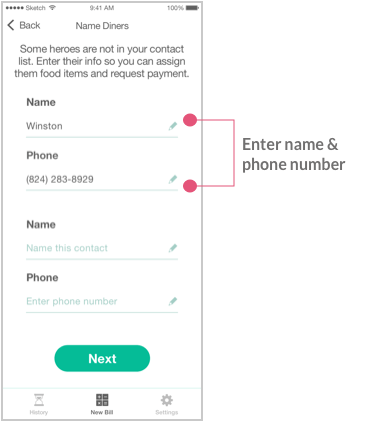 Sketch 9:41 AM 100%
Back Name Diners
Some heroes are not in your contact
list. Enter their info so you can assign
them food items and request payment.
Name
Winston
Phone
(824) 283-8929
Enter name &
phone number
Name
Name this contact
Phone
Enter phone number
Next
History New Bill Settings